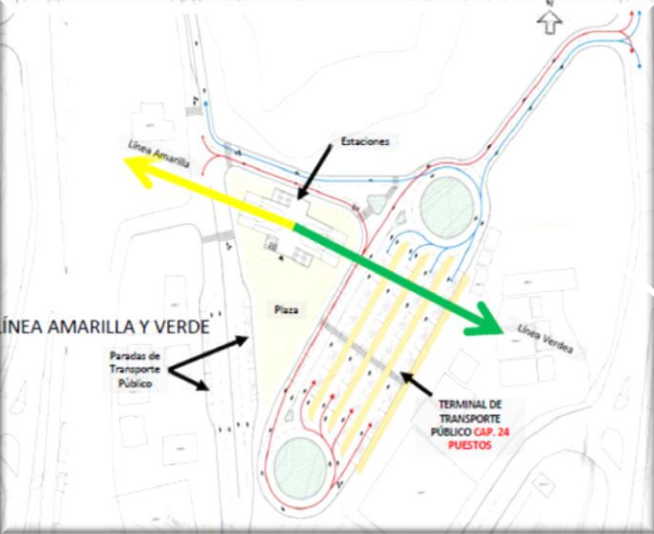 Línea Amarilla
Estaciones
LÍNEA AMARILLA Y VERDE
Plaza
Paradas de
Transporte
Público
Línea Verdea
TERMINAL DE
TRANSPORTE
PÚBLICO CAP. 24
PUESTOS